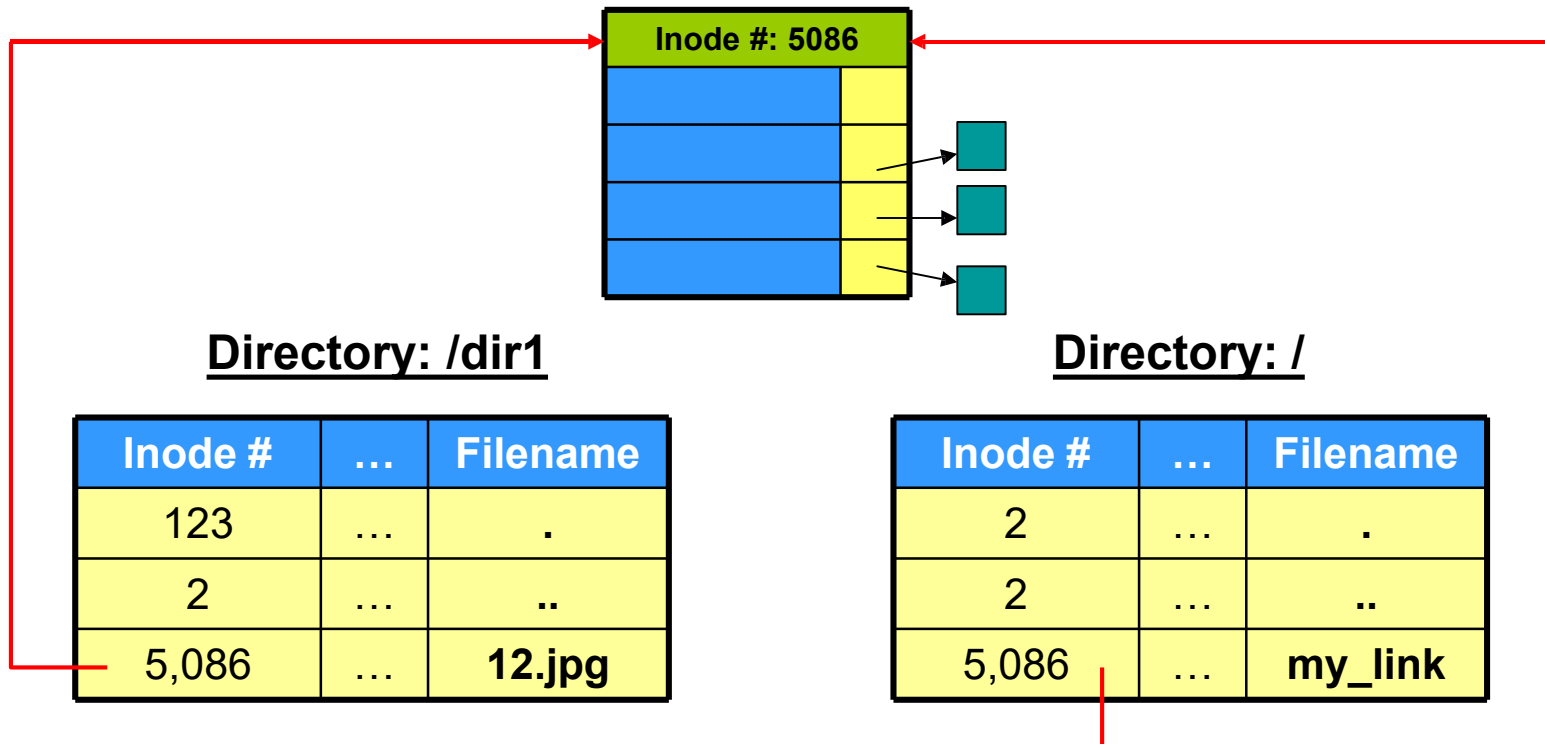 Inode #: 5086
Directory: /dir1
Inode # … Filename
123 … .
2 … ..
5,086 … 12.jpg
Directory: /
Inode # … Filename
2 … .
2 … ..
5,086 … my_link